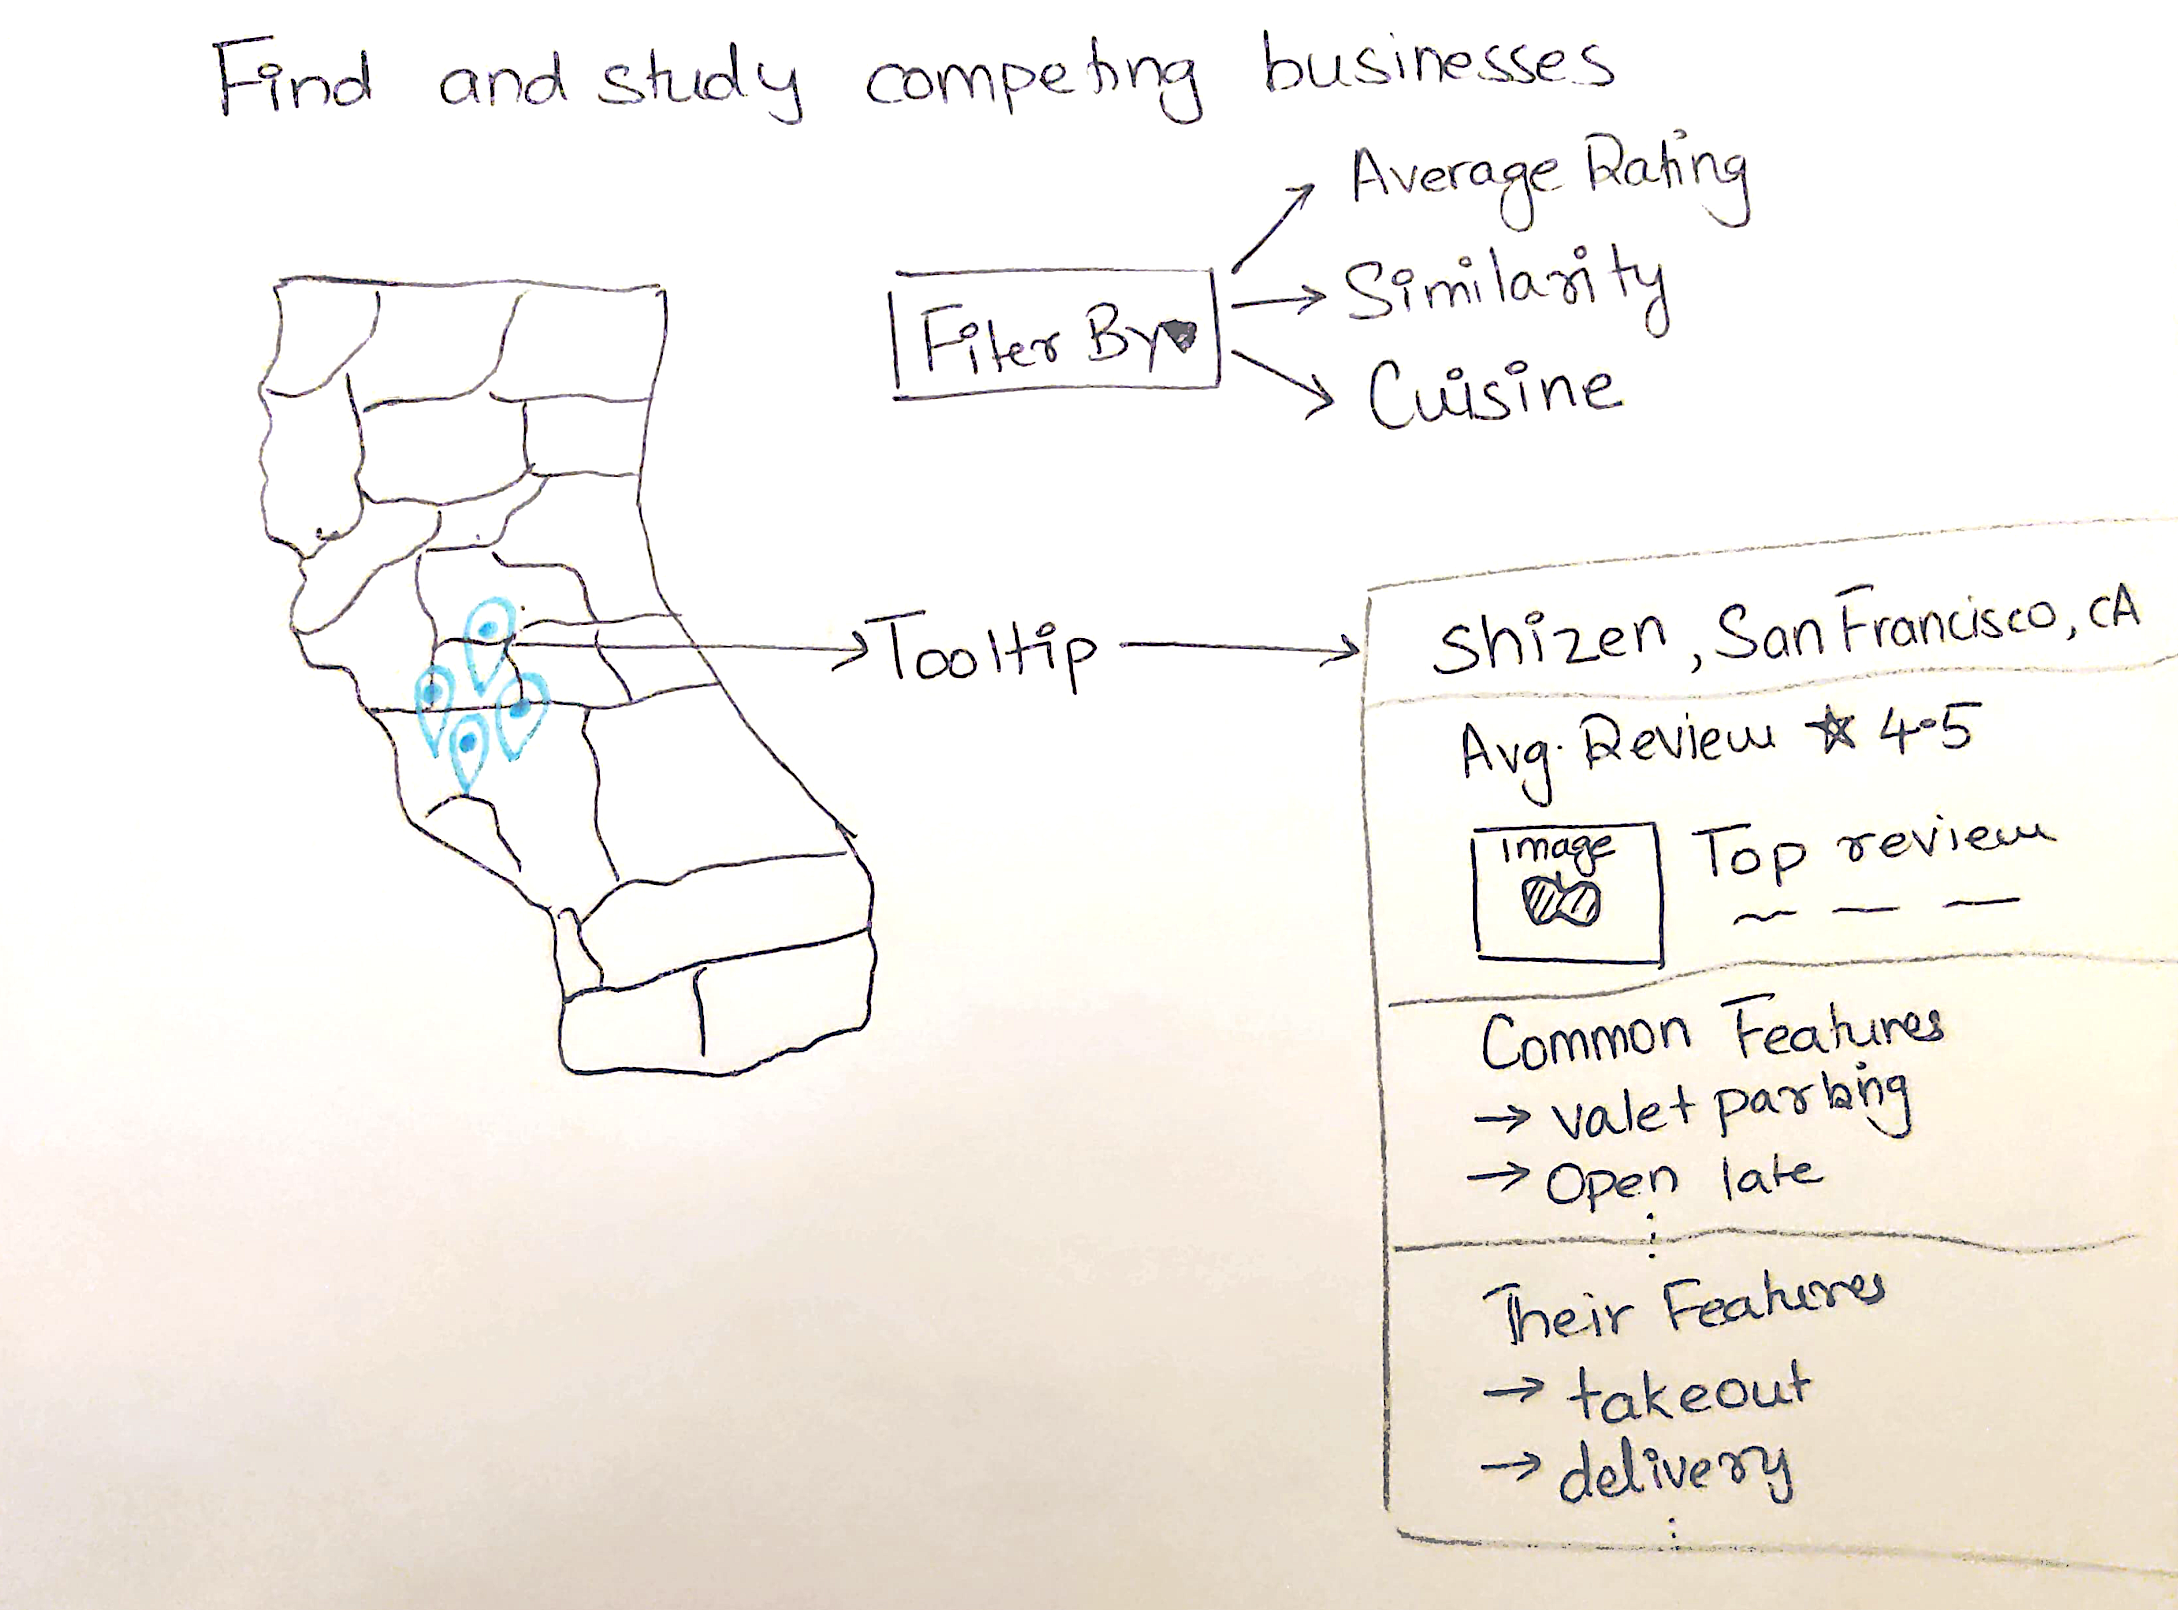 Find and study competing businesses
Average Rating
Similarity
Filter By
Cuisine
Tooltip
Shizen, San Francisco, CA
Avg. Review ☆ 4.5
image
Top review
Common Features
→ valet parking
→ Open late
Their Features
→ takeout
→ delivery